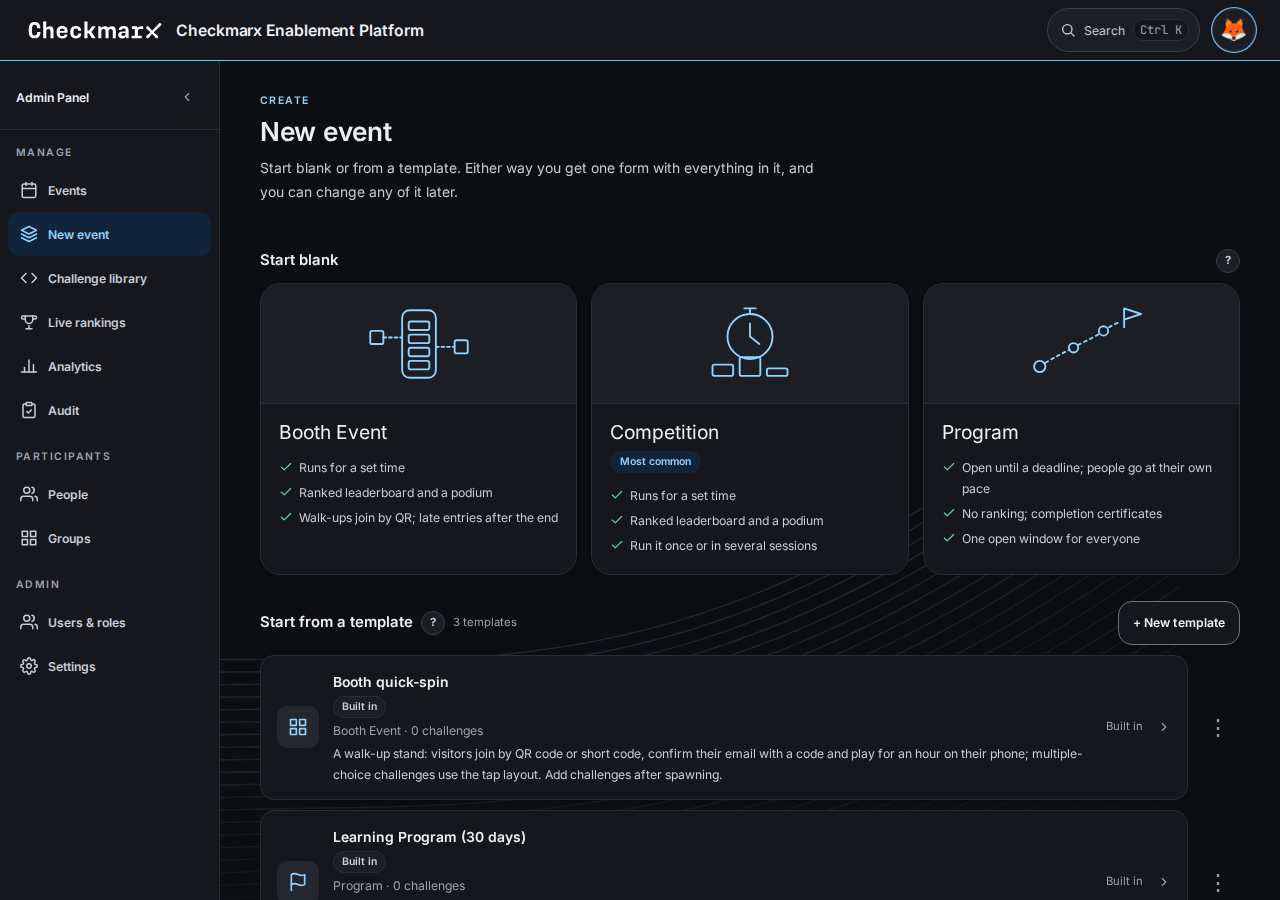 Checkmarx Checkmarx Enablement Platform
Search Ctrl K
Admin Panel
MANAGE
Events
New event
Challenge library
Live rankings
Analytics
Audit
PARTICIPANTS
People
Groups
ADMIN
Users & roles
Settings
CREATE
New event
Start blank or from a template. Either way you get one form with everything in it, and
you can change any of it later.
Start blank
?
Booth Event
Runs for a set time
Ranked leaderboard and a podium
Walk-ups join by QR; late entries after the end
Competition
Most common
Runs for a set time
Ranked leaderboard and a podium
Run it once or in several sessions
Program
Open until a deadline; people go at their own
pace
No ranking; completion certificates
One open window for everyone
Start from a template ? 3 templates
+ New template
Booth quick-spin
Built in
Booth Event · 0 challenges
A walk-up stand: visitors join by QR code or short code, confirm their email with a code and play for an hour on their phone; multiple-
choice challenges use the tap layout. Add challenges after spawning.
Built in
Learning Program (30 days)
Built in
Program · 0 challenges
Built in